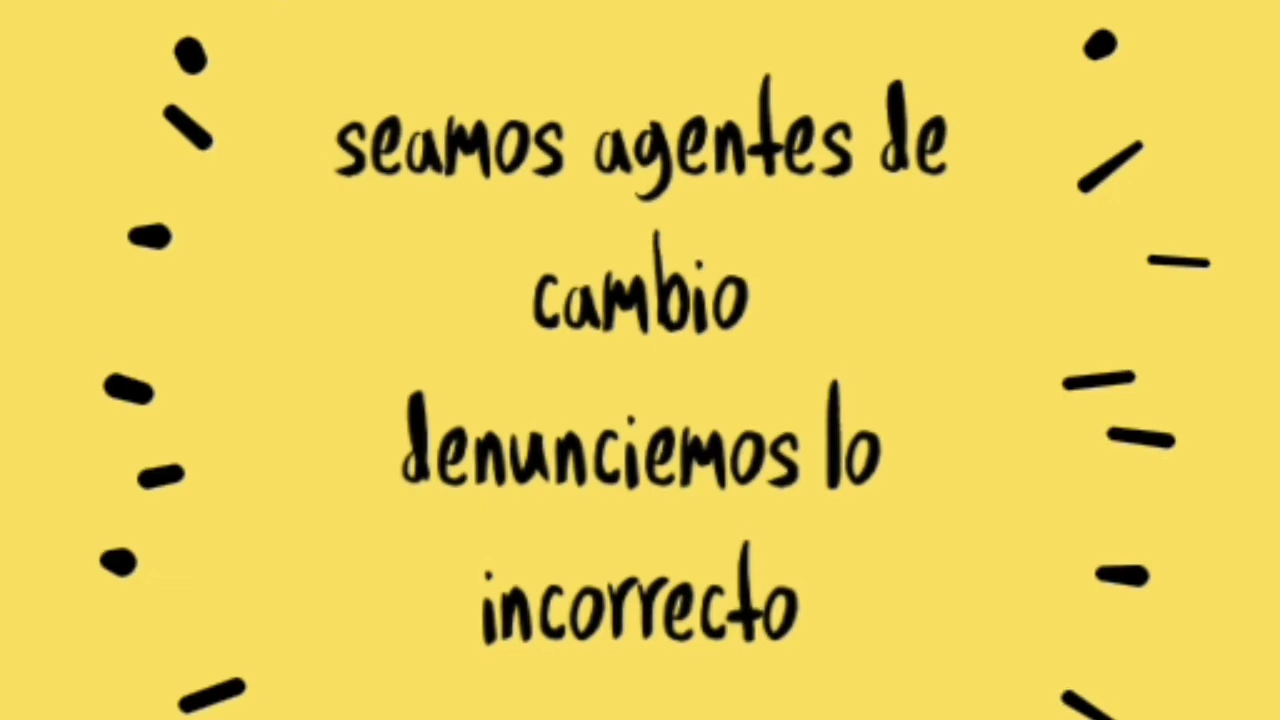 seamos agentes de
cambio
denunciemos lo
incorrecto